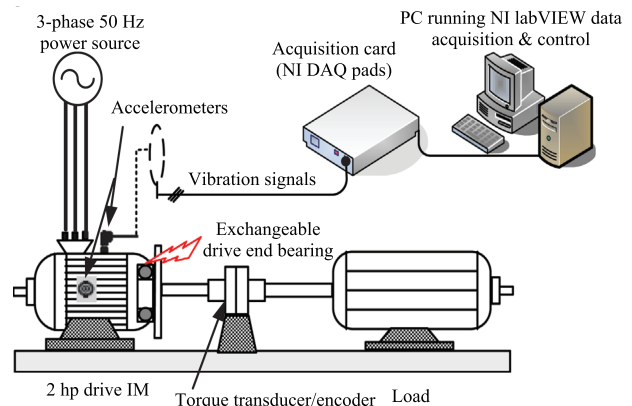 3-phase 50 Hz
power source
PC running NI labVIEW data
acquisition & control
Acquisition card
(NI DAQ pads)
Accelerometers
Vibration signals
Exchangeable
drive end bearing
2 hp drive IM
Torque transducer/encoder
Load